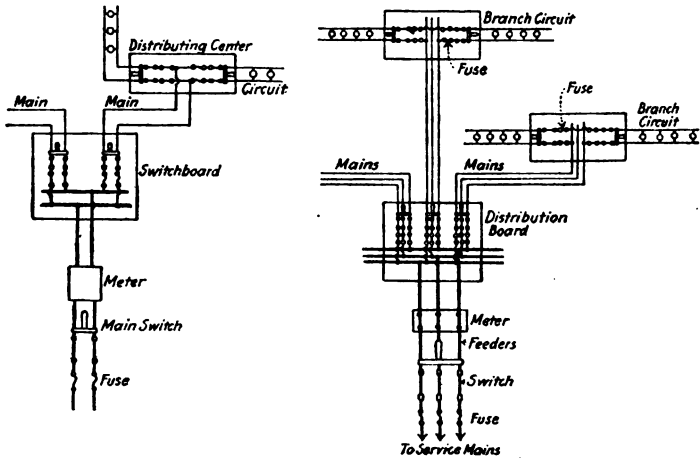 Distributing Center
Circuit
Main
Main
Switchboard
Meter
Main Switch
Fuse
Branch Circuit
Fuse
Fuse
Branch
Circuit
Mains
Mains
Distribution
Board
Meter
Feeders
Switch
Fuse
To Service Mains